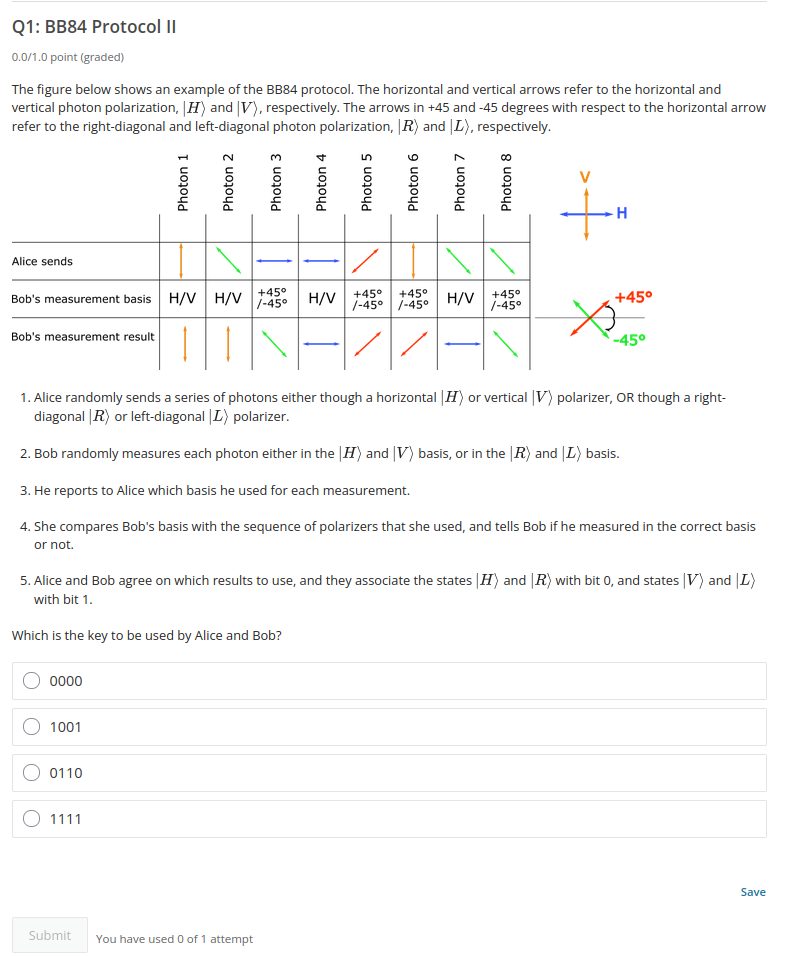 Q1: BB84 Protocol II
0.0/1.0 point (graded)
The figure below shows an example of the BB84 protocol. The horizontal and vertical arrows refer to the horizontal and
vertical photon polarization, |H⟩ and |V⟩, respectively. The arrows in +45 and -45 degrees with respect to the horizontal arrow
refer to the right-diagonal and left-diagonal photon polarization, |R⟩ and |L⟩, respectively.
Photon 1 Photon 2 Photon 3 Photon 4 Photon 5 Photon 6 Photon 7 Photon 8
V
H
Alice sends
Bob's measurement basis H/V H/V +45º /-45º H/V +45º /-45º +45º /-45º H/V +45º /-45º
+45º
-45º
Bob's measurement result
1. Alice randomly sends a series of photons either though a horizontal |H⟩ or vertical |V⟩ polarizer, OR though a right-
diagonal |R⟩ or left-diagonal |L⟩ polarizer.
2. Bob randomly measures each photon either in the |H⟩ and |V⟩ basis, or in the |R⟩ and |L⟩ basis.
3. He reports to Alice which basis he used for each measurement.
4. She compares Bob's basis with the sequence of polarizers that she used, and tells Bob if he measured in the correct basis
or not.
5. Alice and Bob agree on which results to use, and they associate the states |H⟩ and |R⟩ with bit 0, and states |V⟩ and |L⟩
with bit 1.
Which is the key to be used by Alice and Bob?
0000
1001
0110
1111
Save
Submit You have used 0 of 1 attempt